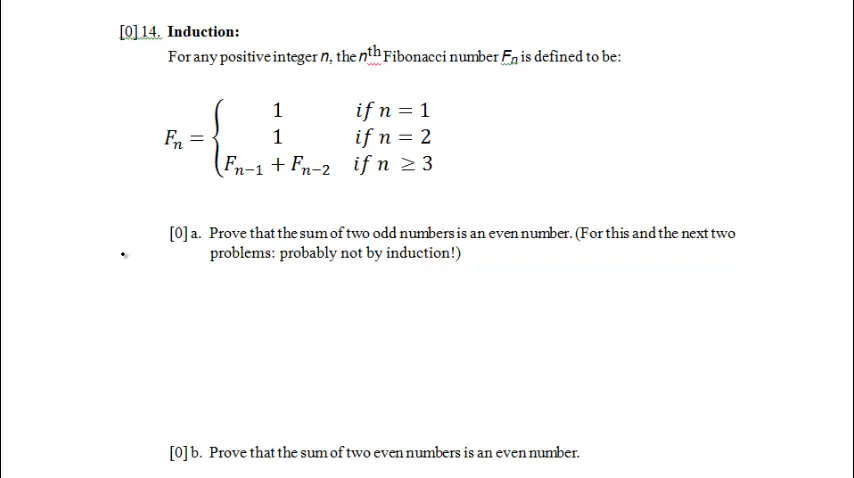 [0] 14. Induction:
For any positive integer n, the nth Fibonacci number Fn is defined to be:
1 if n = 1
Fn = { 1 if n = 2
Fn−1 + Fn−2 if n ≥ 3
[0] a. Prove that the sum of two odd numbers is an even number. (For this and the next two
problems: probably not by induction!)
[0] b. Prove that the sum of two even numbers is an even number.